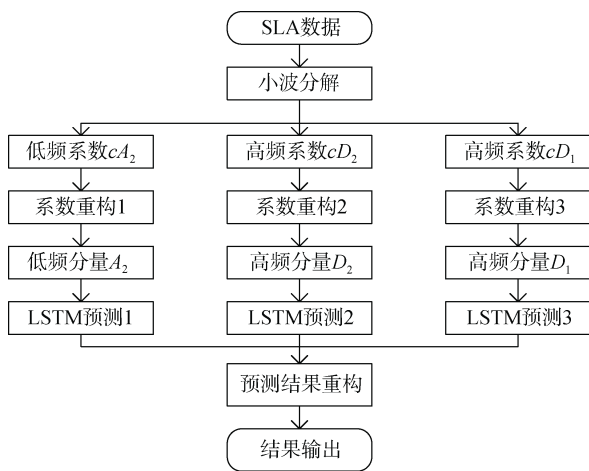 SLA数据
小波分解
低频系数cA₂ 高频系数cD₂ 高频系数cD₁
系数重构1 系数重构2 系数重构3
低频分量A₂ 高频分量D₂ 高频分量D₁
LSTM预测1 LSTM预测2 LSTM预测3
预测结果重构
结果输出